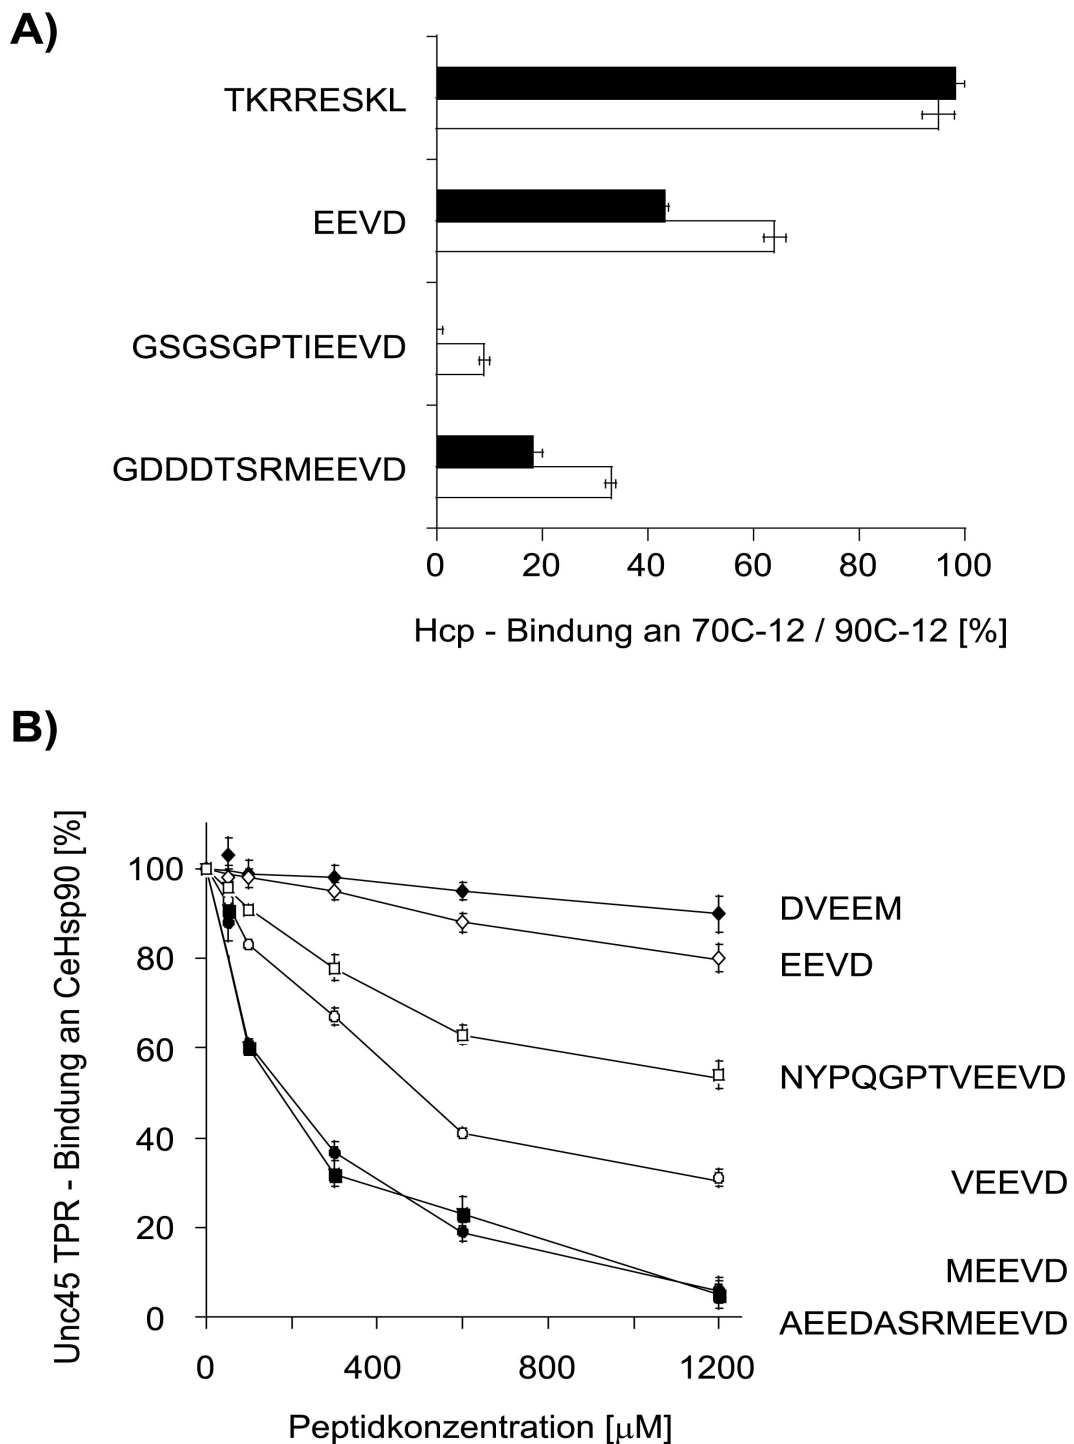 A)
TKRRESKL
EEVD
GSGSGPTIEEVD
GDDDTSRMEEVD
0 20 40 60 80 100
Hcp - Bindung an 70C-12 / 90C-12 [%]
B)
Unc45 TPR - Bindung an CeHsp90 [%]
100
80
60
40
20
0
DVEEM
EEVD
NYPQGPTVEEVD
VEEVD
MEEVD
AEEDASRMEEVD
0 400 800 1200
Peptidkonzentration [µM]